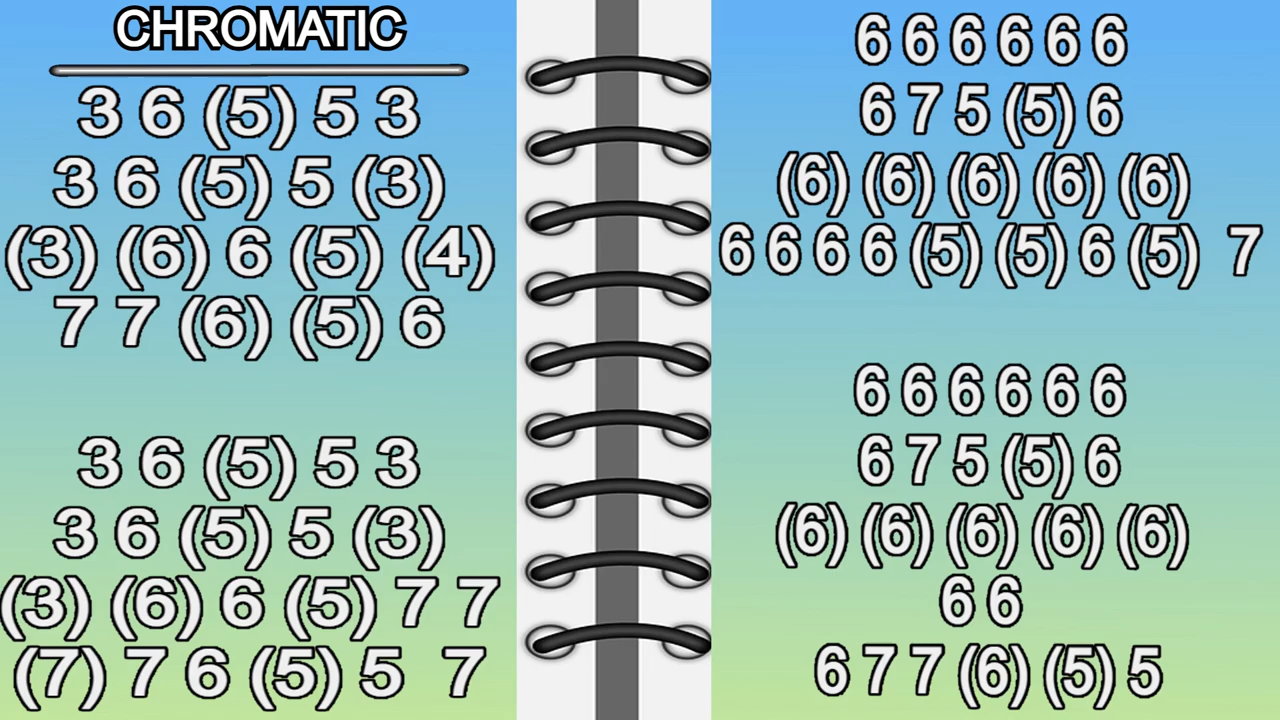 CHROMATIC
3 6 (5) 5 3
3 6 (5) 5 (3)
(3) (6) 6 (5) (4)
7 7 (6) (5) 6
3 6 (5) 5 3
3 6 (5) 5 (3)
(3) (6) 6 (5) 7 7
(7) 7 6 (5) 5 7
6 6 6 6 6 6
6 7 5 (5) 6
(6) (6) (6) (6) (6)
6 6 6 6 (5) (5) 6 (5) 7
6 6 6 6 6 6
6 7 5 (5) 6
(6) (6) (6) (6) (6)
6 6
6 7 7 (6) (5) 5